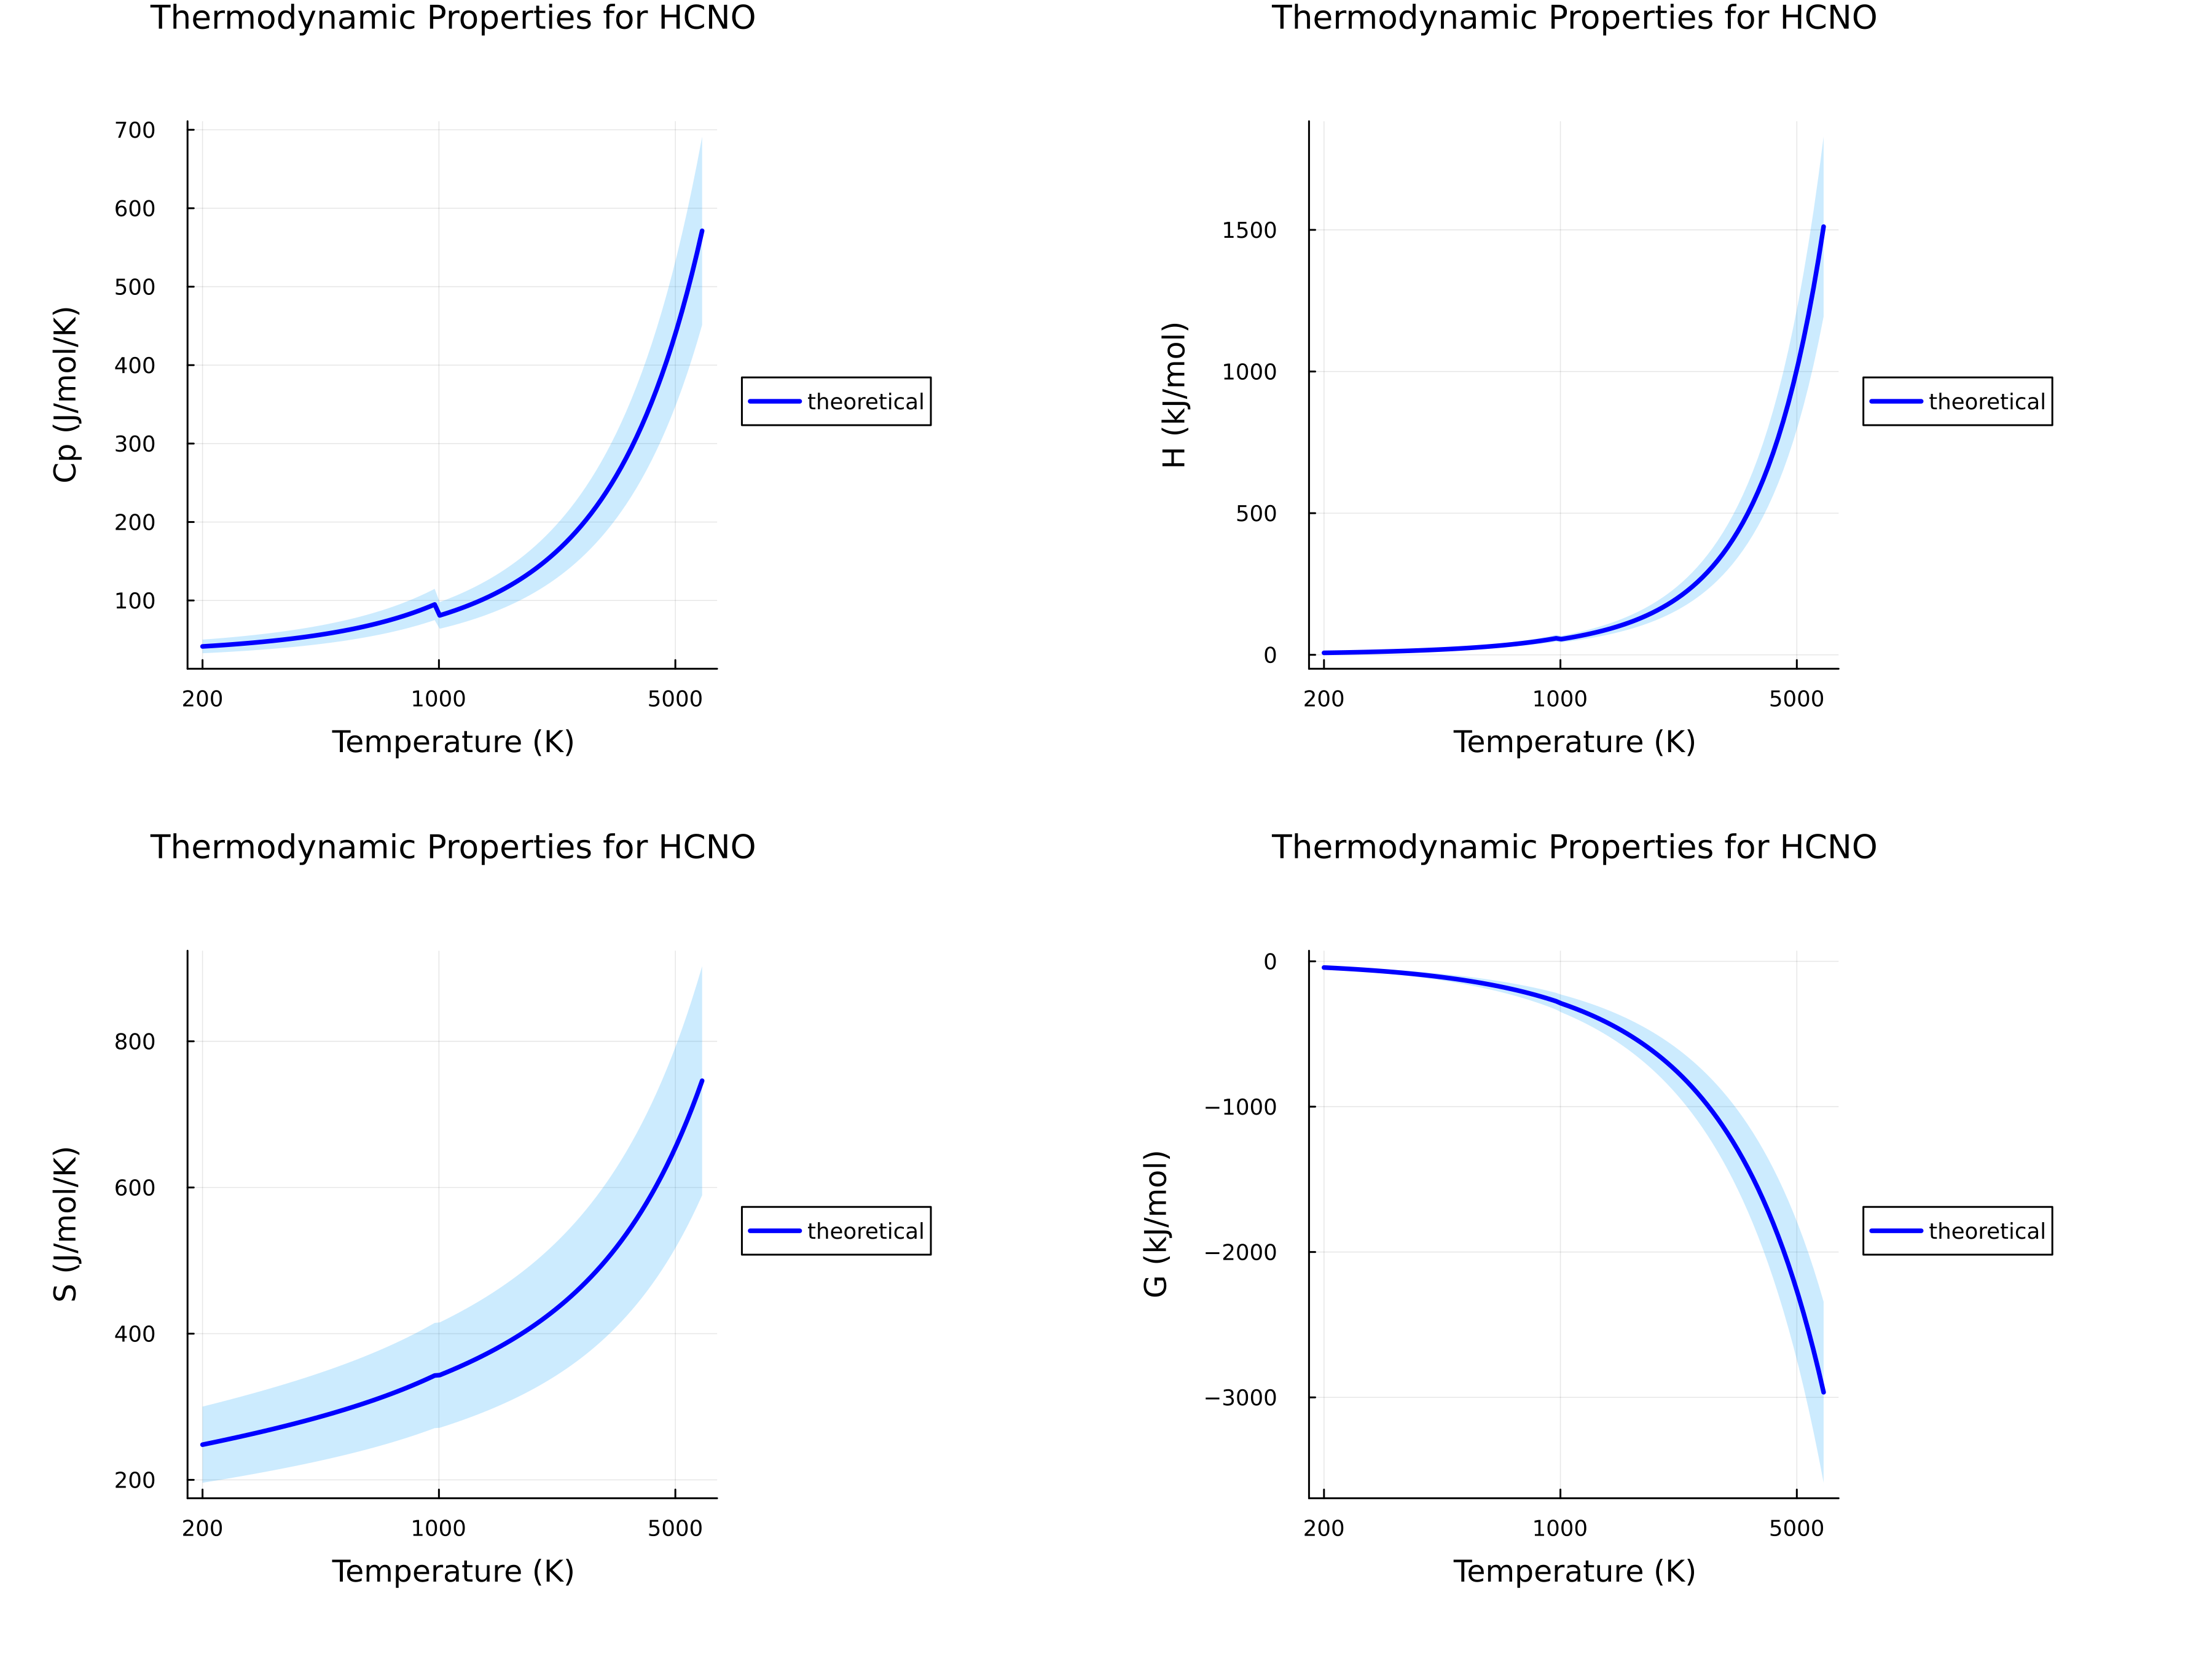 Thermodynamic Properties for HCNO
700
600
500
400
300
200
100
Cp (J/mol/K)
200 1000 5000
Temperature (K)
theoretical
Thermodynamic Properties for HCNO
1500
1000
500
0
H (kJ/mol)
200 1000 5000
Temperature (K)
theoretical
Thermodynamic Properties for HCNO
800
600
400
200
S (J/mol/K)
200 1000 5000
Temperature (K)
theoretical
Thermodynamic Properties for HCNO
0
−1000
−2000
−3000
G (kJ/mol)
200 1000 5000
Temperature (K)
theoretical